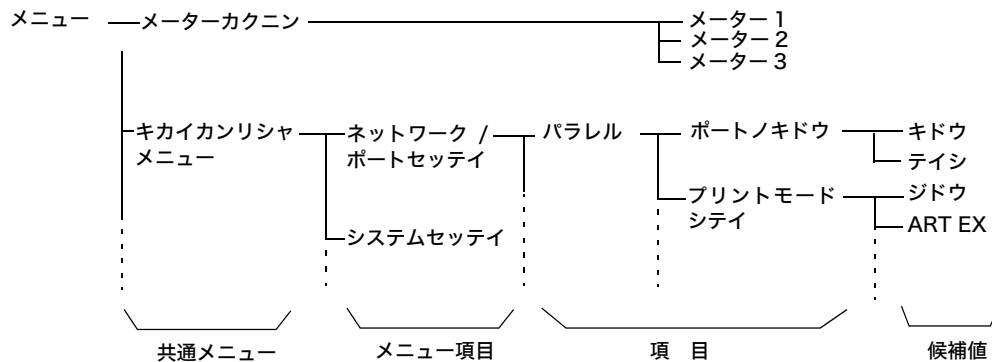 メニュー
メーターカクニン
メーター1
メーター2
メーター3
キカイカンリシャ
メニュー
ネットワーク /
ポートセッテイ
パラレル
ポートノキドウ
キドウ
テイシ
プリントモード
シテイ
ジドウ
ART EX
システムセッテイ
共通メニュー
メニュー項目
項　目
候補値